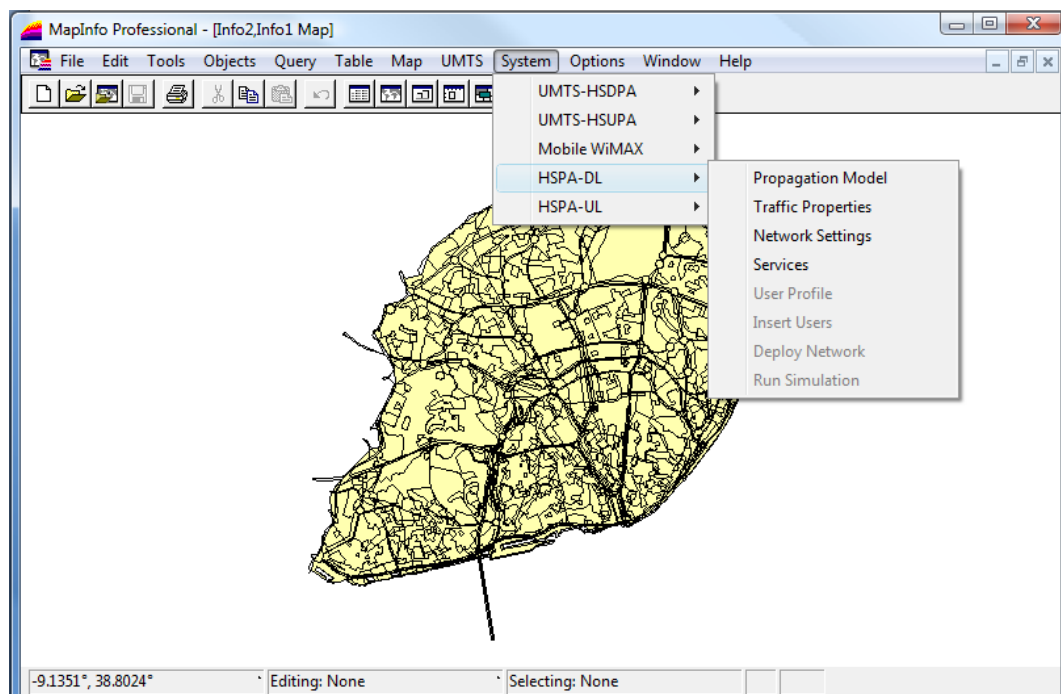 MapInfo Professional - [Info2,Info1 Map]
File Edit Tools Objects Query Table Map UMTS System Options Window Help
UMTS-HSDPA
UMTS-HSUPA
Mobile WiMAX
HSPA-DL
HSPA-UL
Propagation Model
Traffic Properties
Network Settings
Services
User Profile
Insert Users
Deploy Network
Run Simulation
-9.1351°, 38.8024° Editing: None Selecting: None